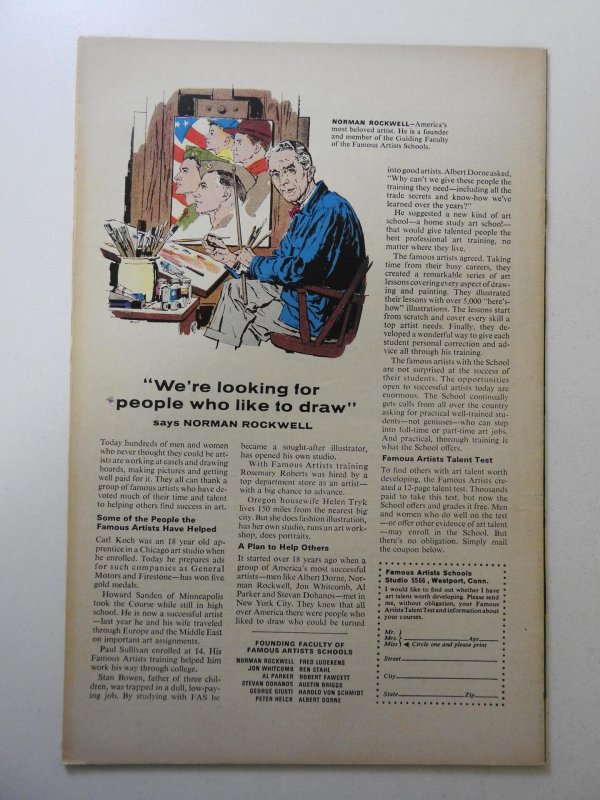 NORMAN ROCKWELL—America's
most beloved artist. He is a founder
and member of the Guiding Faculty
of the Famous Artists Schools.
"We're looking for
people who like to draw"
says NORMAN ROCKWELL
Today hundreds of men and women
who never thought they could be art-
ists are working at easels and drawing
boards, making pictures and getting
well paid for it. They all can thank a
group of famous artists who have de-
voted much of their time and talent
to helping others find success in art.
Some of the People the
Famous Artists Have Helped
Carl Koch was an 18 year old ap-
prentice in a Chicago art studio when
he enrolled. Today he prepares ads
for such companies as General
Motors and Firestone—has won five
gold medals.
Howard Sanden of Minneapolis
took the Course while still in high
school. He is now a successful artist
—last year he and his wife traveled
through Europe and the Middle East
on important art assignments.
Paul Sullivan enrolled at 14. His
Famous Artists training helped him
work his way through college.
Stan Bowen, father of three chil-
dren, was trapped in a dull, low-pay-
ing job. By studying with FAS he
became a sought-after illustrator,
has opened his own studio.
With Famous Artists training
Rosemary Roberts was hired by a
top department store as an artist—
with a big chance to advance.
Oregon housewife Helen Tryk
lives 150 miles from the nearest big
city. But she does fashion illustration,
has her own studio, runs an art work-
shop, does portraits.
A Plan to Help Others
It started over 18 years ago when a
group of America's most successful
artists—men like Albert Dorne, Nor-
man Rockwell, Jon Whitcomb, Al
Parker and Stevan Dohanos—met in
New York City. They knew that all
over America there were people who
liked to draw who could be turned
FOUNDING FACULTY OF
FAMOUS ARTISTS SCHOOLS
NORMAN ROCKWELL FRED LUDEKENS
JON WHITCOMB BEN STAHL
AL PARKER ROBERT FAWCETT
STEVAN DOHANOS AUSTIN BRIGGS
GEORGE GIUSTI HAROLD VON SCHMIDT
PETER HELCK ALBERT DORNE
into good artists. Albert Dorne asked,
"Why can't we give these people the
training they need—including all the
trade secrets and know-how we've
learned over the years?"
He suggested a new kind of art
school—a home study art school—
that would give talented people the
best professional art training, no
matter where they live.
The famous artists agreed. Taking
time from their busy careers, they
created a remarkable series of art
lessons covering every aspect of draw-
ing and painting. They illustrated
their lessons with over 5,000 "here's-
how" illustrations. The lessons start
from scratch and cover every skill a
top artist needs. Finally, they de-
veloped a wonderful way to give each
student personal correction and ad-
vice all through his training.
The famous artists with the School
are not surprised at the success of
their students. The opportunities
open to successful artists today are
enormous. The School continually
gets calls from all over the country
asking for practical well-trained stu-
dents—not geniuses—who can step
into full-time or part-time art jobs.
And practical, thorough training is
what the School offers.
Famous Artists Talent Test
To find others with art talent worth
developing, the Famous Artists cre-
ated a 12-page talent test. Thousands
paid to take this test, but now the
School offers and grades it free. Men
and women who do well on the test
—or offer other evidence of art talent
—may enroll in the School. But
there's no obligation. Simply mail
the coupon below.
Famous Artists Schools
Studio 5566, Westport, Conn.
I would like to find out whether I have
art talent worth developing. Please send
me, without obligation, your Famous
Artists Talent Test and information about
your courses.
Mr.
Mrs. Age
Miss Circle one and please print
Street
City
State Zip